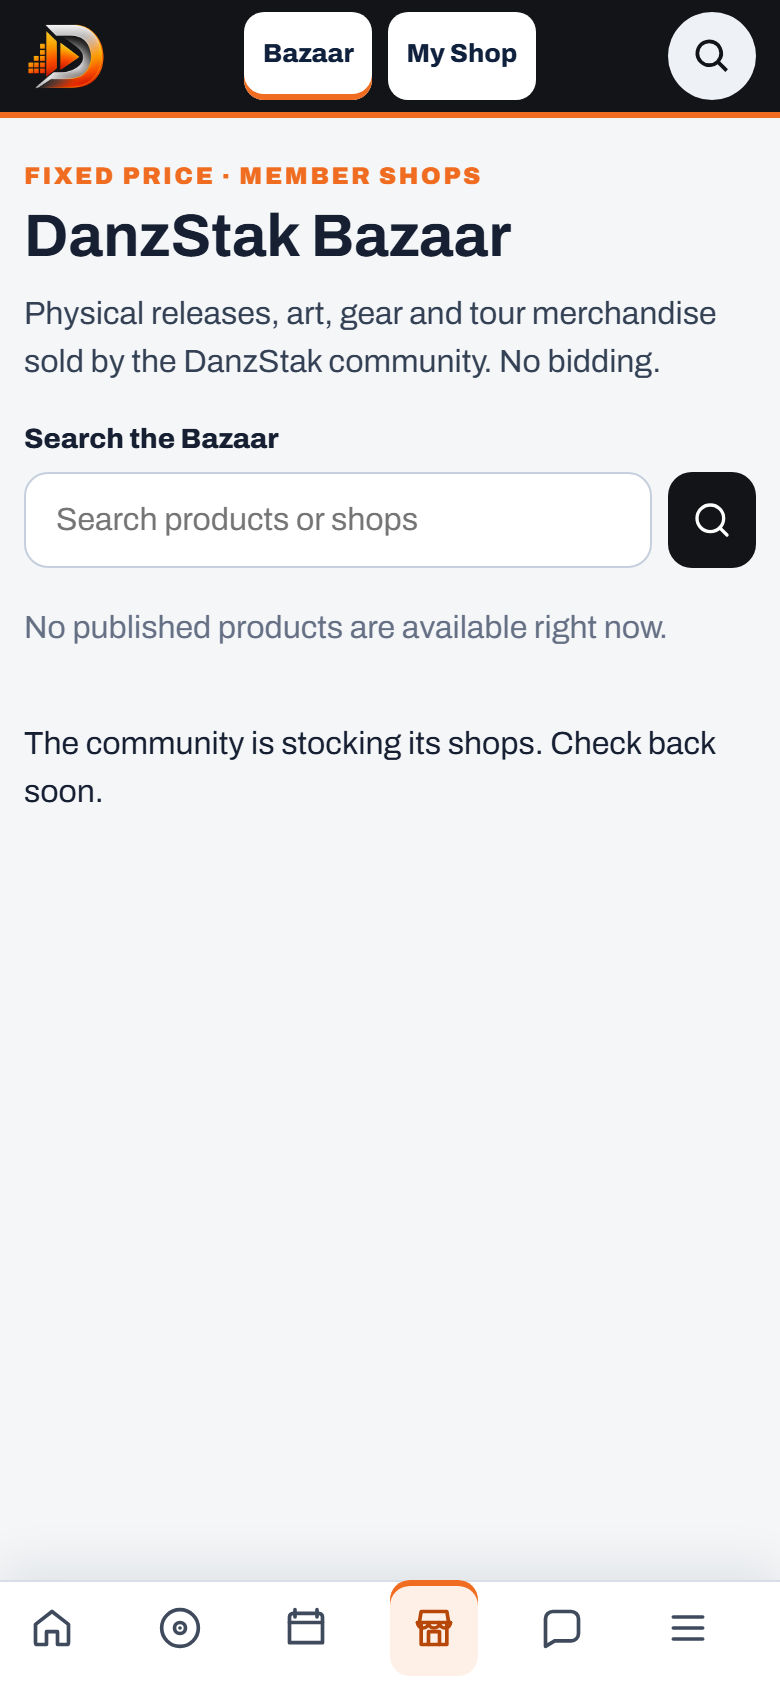 Bazaar
My Shop
FIXED PRICE · MEMBER SHOPS
DanzStak Bazaar
Physical releases, art, gear and tour merchandise
sold by the DanzStak community. No bidding.
Search the Bazaar
Search products or shops
No published products are available right now.
The community is stocking its shops. Check back
soon.